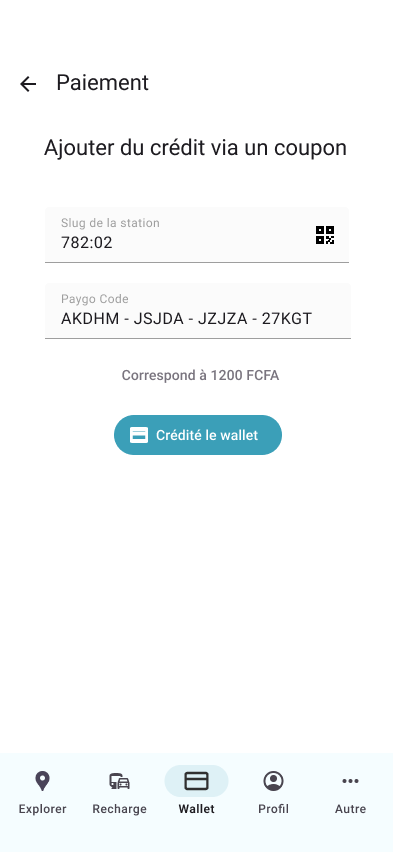 Paiement
Ajouter du crédit via un coupon
Slug de la station
782:02
Paygo Code
AKDHM - JSJDA - JZJZA - 27KGT
Correspond à 1200 FCFA
Crédité le wallet
Explorer
Recharge
Wallet
Profil
Autre